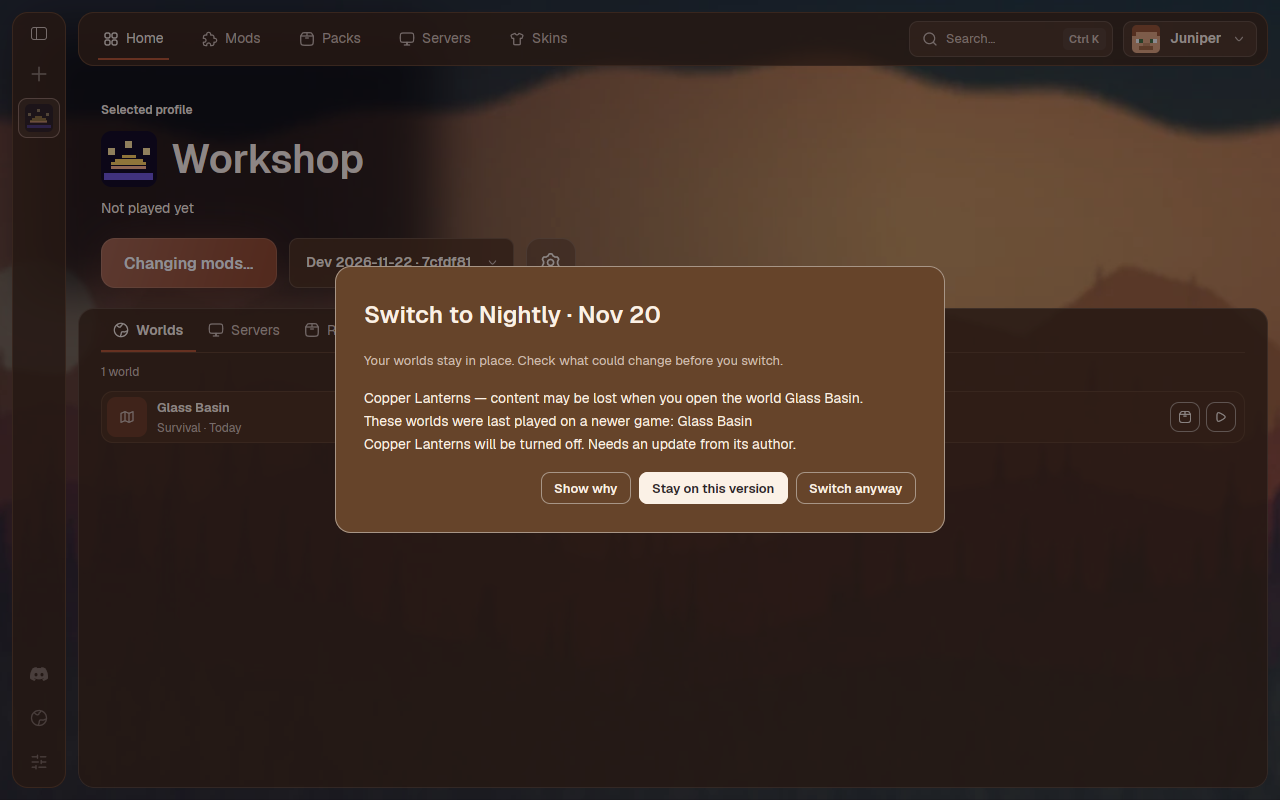 Home
Mods
Packs
Servers
Skins
Search...
Ctrl K
Juniper
Selected profile
Workshop
Not played yet
Changing mods...
Dev 2026-11-22 · 7cfdf81
Worlds
Servers
1 world
Glass Basin
Survival · Today
Switch to Nightly · Nov 20
Your worlds stay in place. Check what could change before you switch.
Copper Lanterns — content may be lost when you open the world Glass Basin.
These worlds were last played on a newer game: Glass Basin
Copper Lanterns will be turned off. Needs an update from its author.
Show why
Stay on this version
Switch anyway